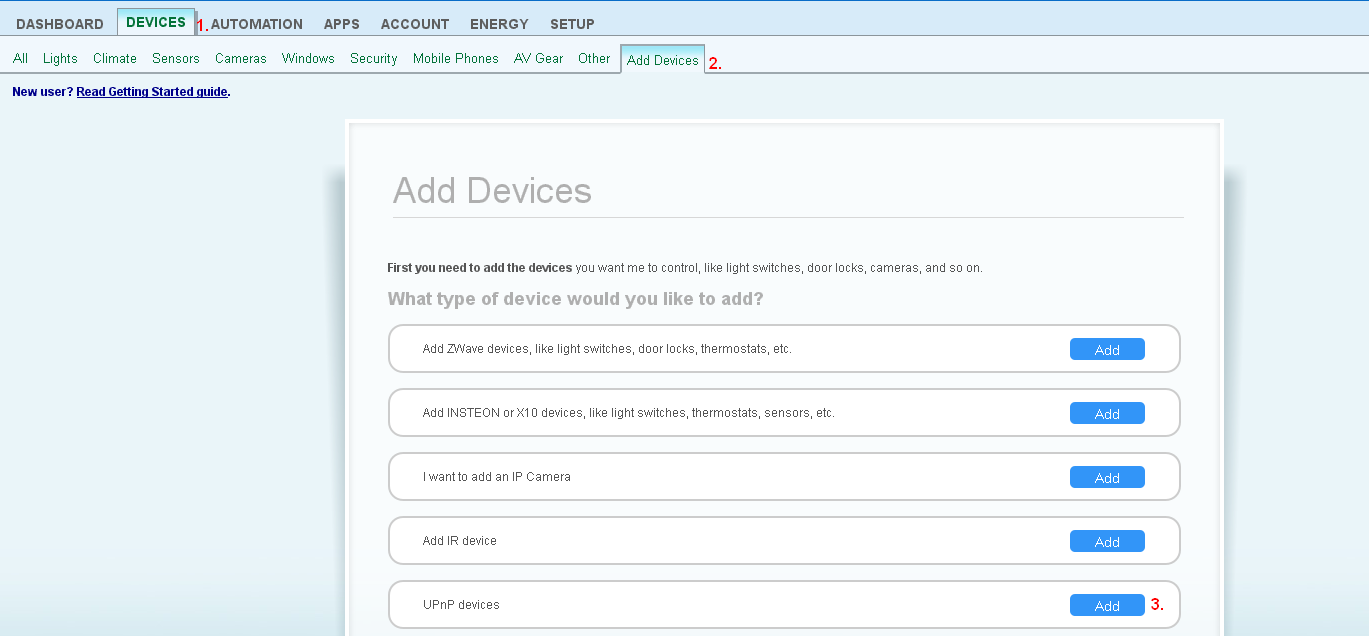 DASHBOARD DEVICES 1. AUTOMATION APPS ACCOUNT ENERGY SETUP
All Lights Climate Sensors Cameras Windows Security Mobile Phones AV Gear Other Add Devices 2.
New user? Read Getting Started guide.
Add Devices
First you need to add the devices you want me to control, like light switches, door locks, cameras, and so on.
What type of device would you like to add?
Add ZWave devices, like light switches, door locks, thermostats, etc. Add
Add INSTEON or X10 devices, like light switches, thermostats, sensors, etc. Add
I want to add an IP Camera Add
Add IR device Add
UPnP devices Add 3.